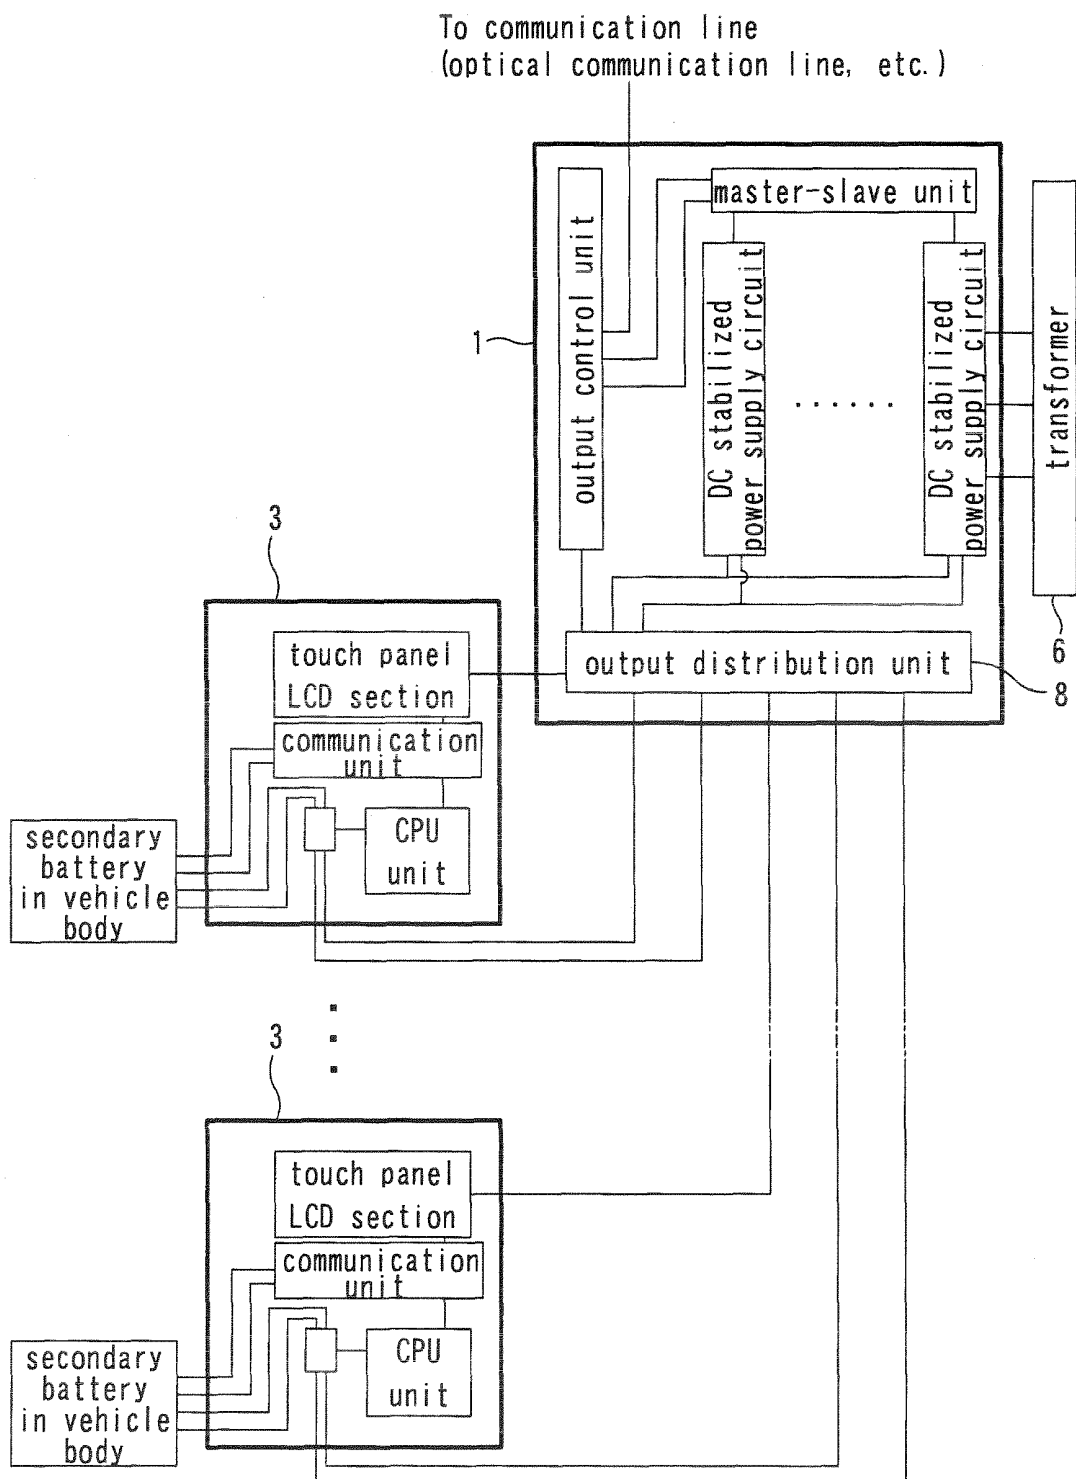 To communication line
(optical communication line, etc.)
master-slave unit
output control unit
1
DC stabilized
power supply circuit
......
DC stabilized
power supply circuit
transformer
6
output distribution unit
8
3
touch panel
LCD section
communication
unit
CPU
unit
secondary
battery
in vehicle
body
3
touch panel
LCD section
communication
unit
CPU
unit
secondary
battery
in vehicle
body